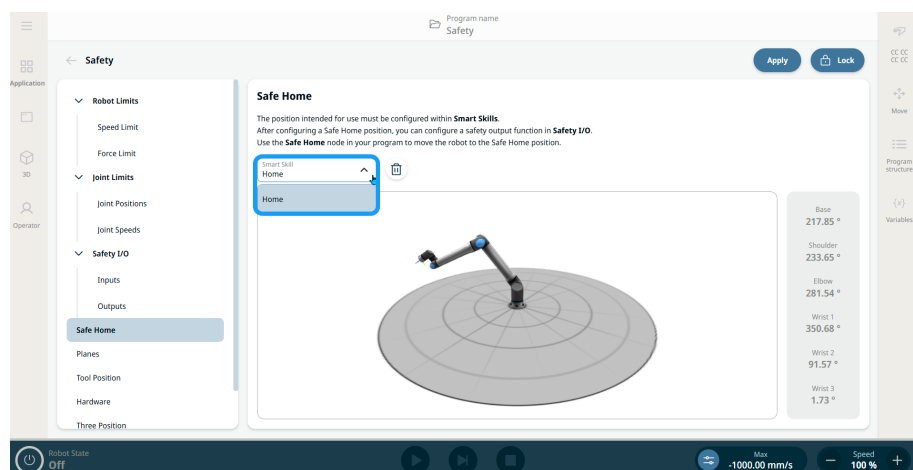 Program name
Safety
Safety
Apply
Lock
Application
3D
Operator
Robot Limits
Speed Limit
Force Limit
Joint Limits
Joint Positions
Joint Speeds
Safety I/O
Inputs
Outputs
Safe Home
Planes
Tool Position
Hardware
Three Position
Safe Home
The position intended for use must be configured within Smart Skills.
After configuring a Safe Home position, you can configure a safety output function in Safety I/O.
Use the Safe Home node in your program to move the robot to the Safe Home position.
Smart Skill
Home
Home
Base
217.85 °
Shoulder
233.65 °
Elbow
281.54 °
Wrist 1
350.68 °
Wrist 2
91.57 °
Wrist 3
1.73 °
CC CC
CC CC
Move
Program
structure
{x}
Variables
Robot State
Off
Max
-1000.00 mm/s
Speed
100 %